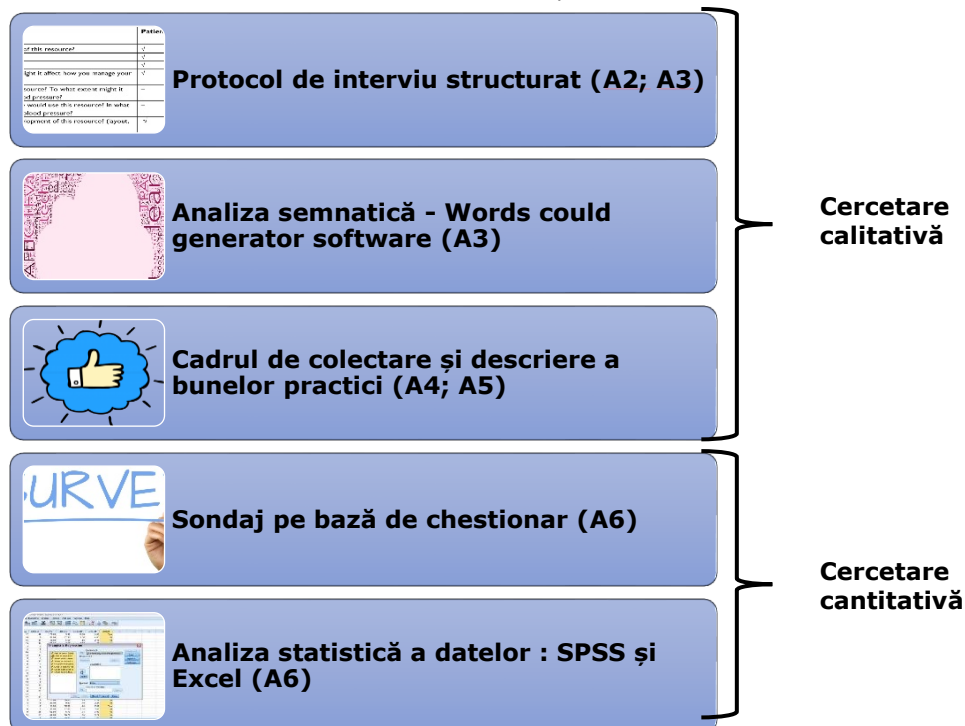 Patie
of this resource?
ight it affect how you manage your
source? To what extent might it
od pressure?
would use this resource? In what
blood pressure?
opment of this resource? (layout,
Protocol de interviu structurat (A2; A3)
Analiza semnatică - Words could
generator software (A3)
Cadrul de colectare și descriere a
bunelor practici (A4; A5)
Cercetare
calitativă
URVE
Sondaj pe bază de chestionar (A6)
Analiza statistică a datelor : SPSS și
Excel (A6)
Cercetare
cantitativă